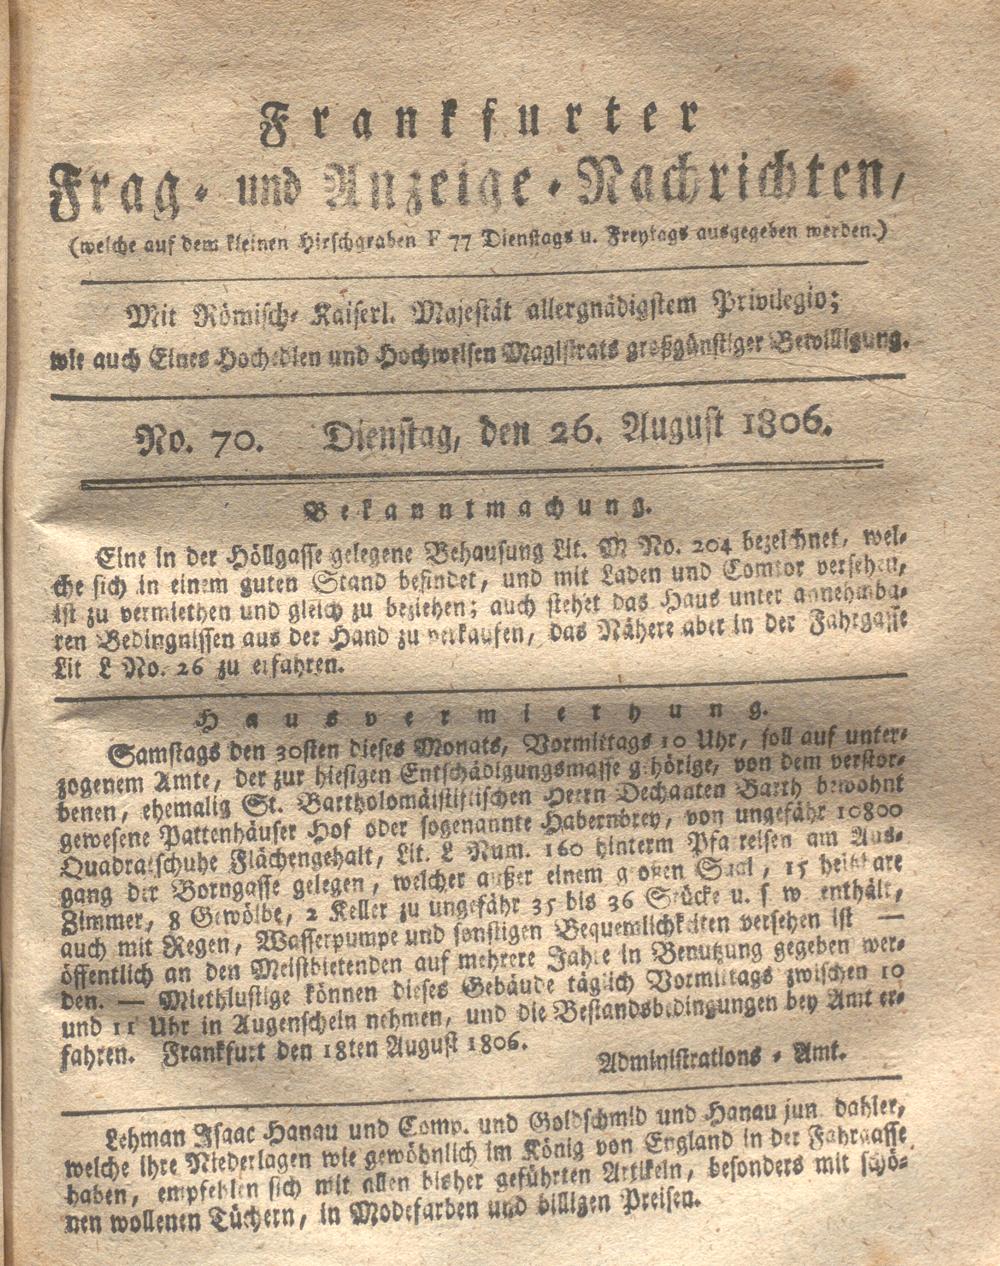 Frankfurter
Frag- und Anzeige-Nachrichten,
(welche auf dem kleinen Hirschgraben F 77 Dienstags u. Freytags ausgegeben werden.)
Mit Römisch- Kaiserl. Majestät allergnädigstem Privilegio;
wie auch Eines Hochedlen und Hochweisen Magistrats großgünstiger Bewilligung.
No. 70. Dienstag, den 26. August 1806.
Bekanntmachung.
Eine in der Höllgasse gelegene Behausung Lit. M No. 204 bezeichnet, wel-
che sich in einem guten Stand befindet, und mit Laden und Comtor versehen,
ist zu vermiethen und gleich zu beziehen; auch stehet das Haus unter annehmba-
ren Bedingnissen aus der Hand zu verkaufen, das Nähere aber in der Fahrgasse
Lit L No. 26 zu erfahren.
Hausvermiethung.
Samstags den 30sten dieses Monats, Vormittags 10 Uhr, soll auf unter-
zogenem Amte, der zur hiesigen Entschädigungsmasse gehörige, von dem verstor-
benen, ehemalig St. Bartholomäistiftischen Herrn Dechanten Barth bewohnt
gewesene Pattenhäuser Hof oder sogenannte Habernbrey, von ungefähr 10800
Quadratschuhe Flächengehalt, Lit. L Num. 160 hinterm Pfarreisen am Aus-
gang der Borngasse gelegen, welcher außer einem großen Saal, 15 heitzbare
Zimmer, 8 Gewölbe, 2 Keller zu ungefähr 35 bis 36 Stücke u. s w enthält,
auch mit Regen, Wasserpumpe und sonstigen Bequemlichkeiten versehen ist —
öffentlich an den Meistbietenden auf mehrere Jahre in Benutzung gegeben wer-
den. — Miethlustige können dieses Gebäude täglich Vormittags zwischen 10
und 11 Uhr in Augenschein nehmen, und die Bestandsbedingungen bey Amt er-
fahren. Frankfurt den 18ten August 1806.
Administrations-Amt.
Lehman Isaac Hanau und Comp. und Goldschmid und Hanau jun. dahier,
welche ihre Niederlagen wie gewöhnlich im König von England in der Fahrgasse
haben, empfehlen sich mit allen bisher geführten Artikeln, besonders mit schö-
nen wollenen Tüchern, in Modefarben und billigen Preisen.